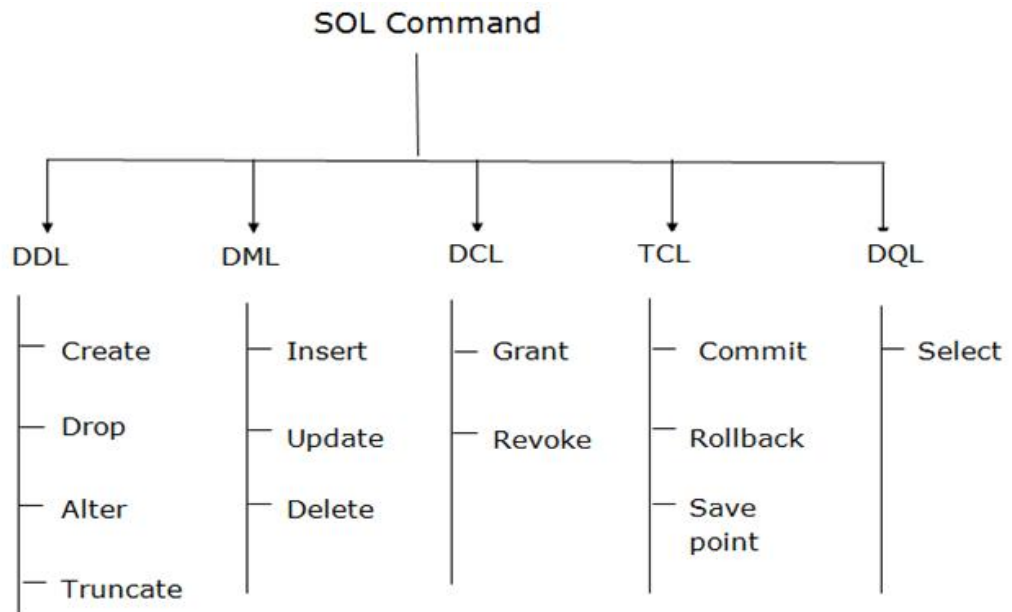 SOL Command
DDL
DML
DCL
TCL
DQL
Create
Insert
Grant
Commit
Select
Drop
Update
Revoke
Rollback
Alter
Delete
Save
point
Truncate